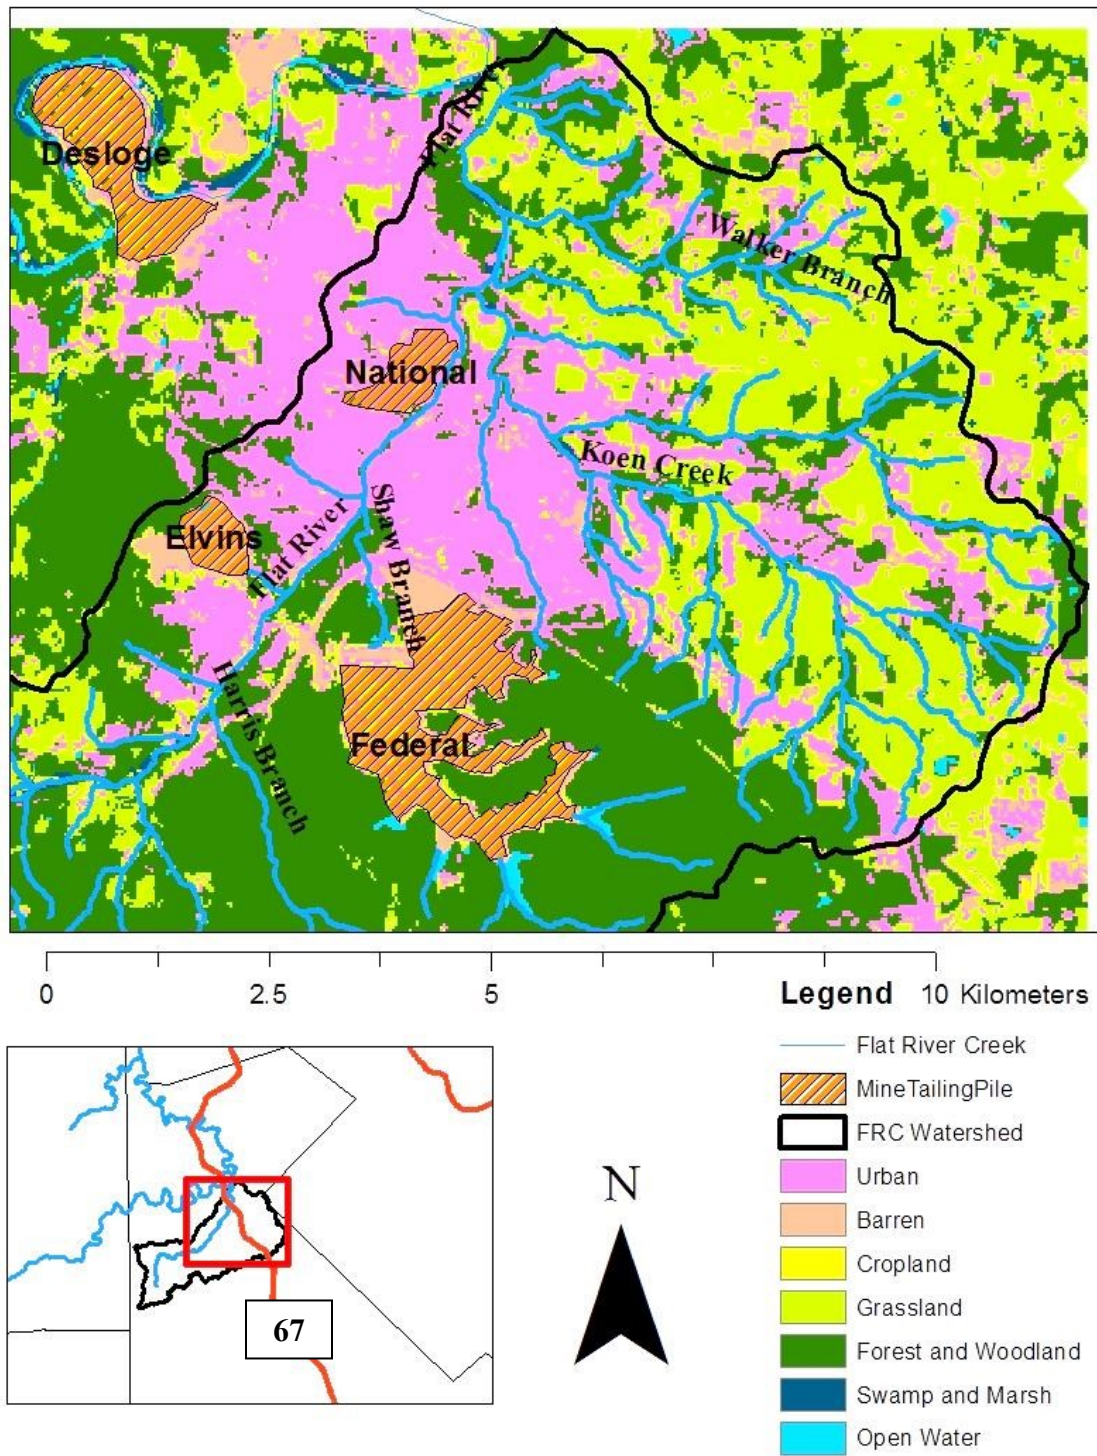 Flat River
Desloge
Walker Branch
National
Koen Creek
Shaw Branch
Elvins
Flat River
Harris Branch
Federal
0 2.5 5 10 Kilometers
Legend
Flat River Creek
MineTailingPile
FRC Watershed
Urban
Barren
Cropland
Grassland
Forest and Woodland
Swamp and Marsh
Open Water
N
67